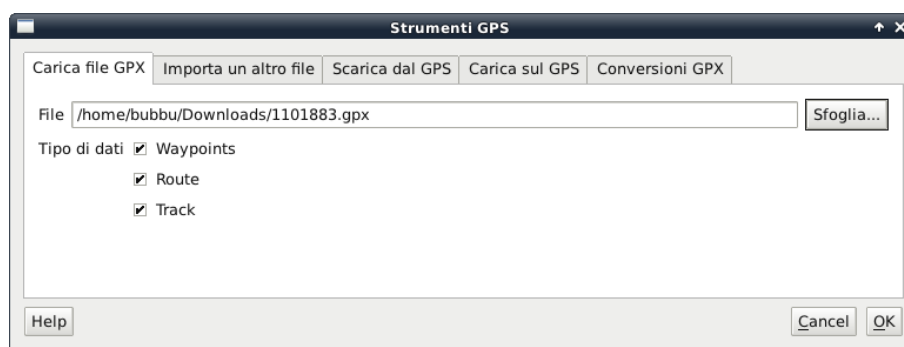 Strumenti GPS
Carica file GPX Importa un altro file Scarica dal GPS Carica sul GPS Conversioni GPX
File /home/bubbu/Downloads/1101883.gpx Sfoglia...
Tipo di dati Waypoints
Route
Track
Help Cancel OK